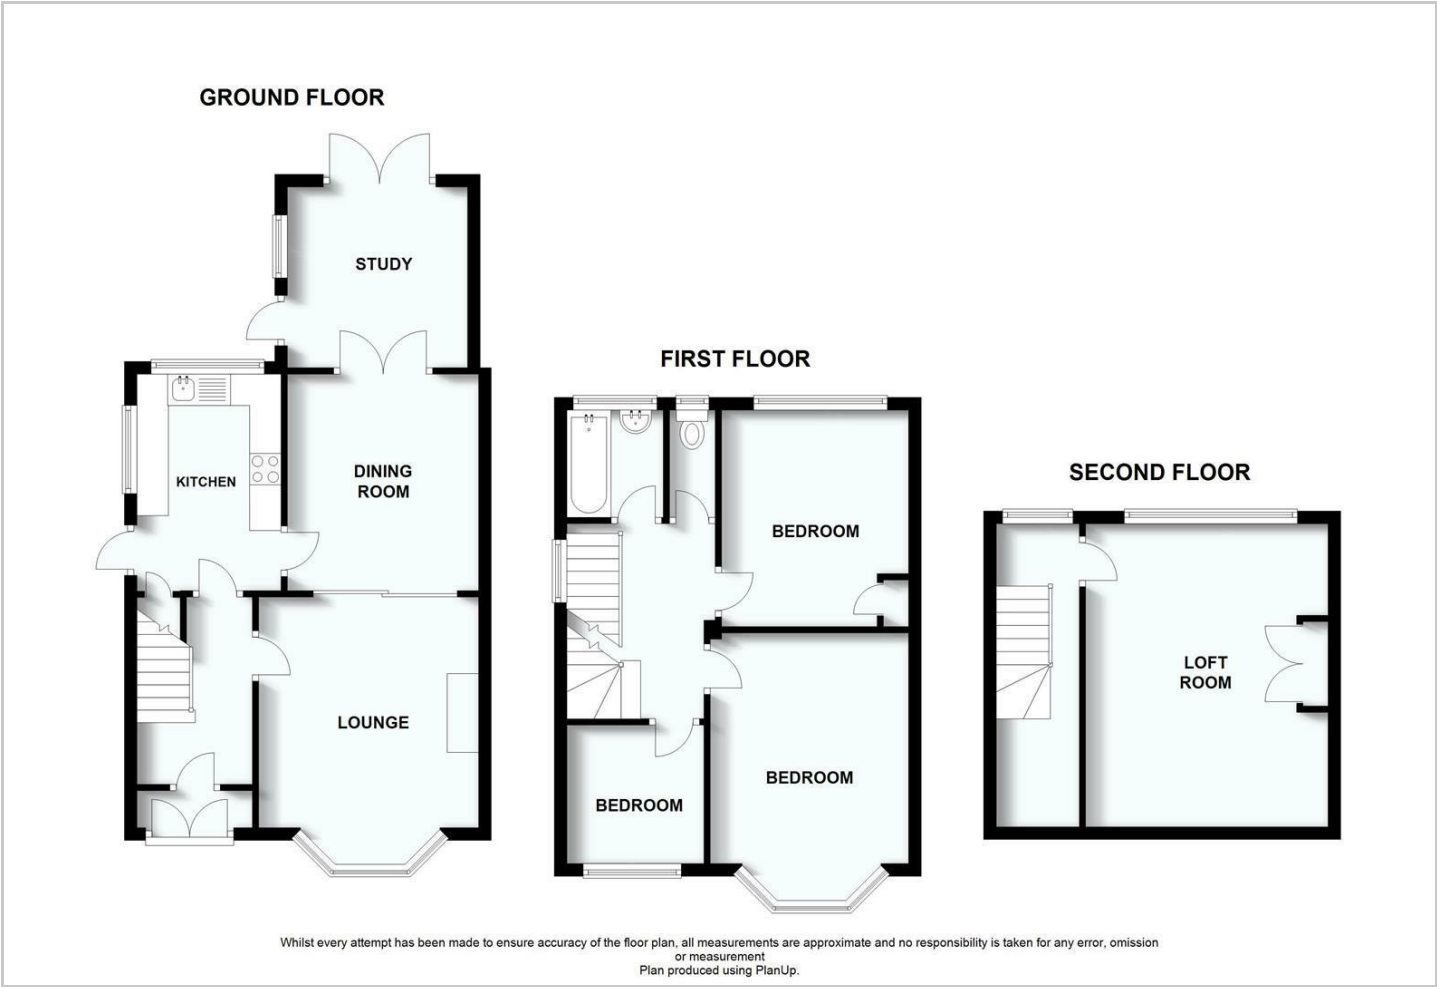 GROUND FLOOR
STUDY
KITCHEN
DINING
ROOM
LOUNGE
FIRST FLOOR
BEDROOM
BEDROOM
BEDROOM
SECOND FLOOR
LOFT
ROOM
Whilst every attempt has been made to ensure accuracy of the floor plan, all measurements are approximate and no responsibility is taken for any error, omission
or measurement
Plan produced using PlanUp.